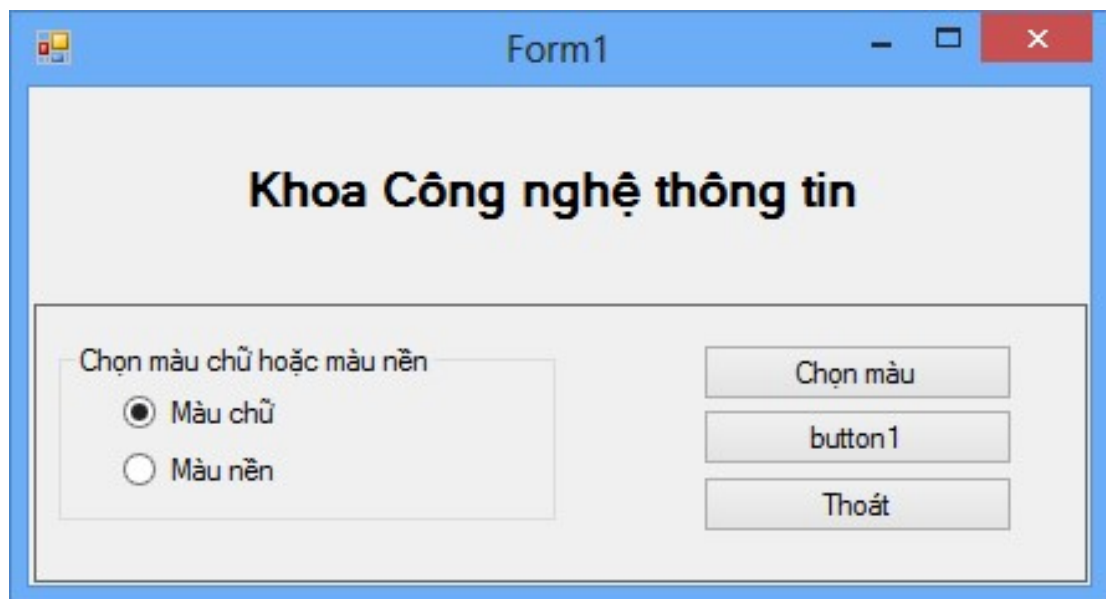 Form1
Khoa Công nghệ thông tin
Chọn màu chữ hoặc màu nền
Màu chữ
Màu nền
Chọn màu
button1
Thoát